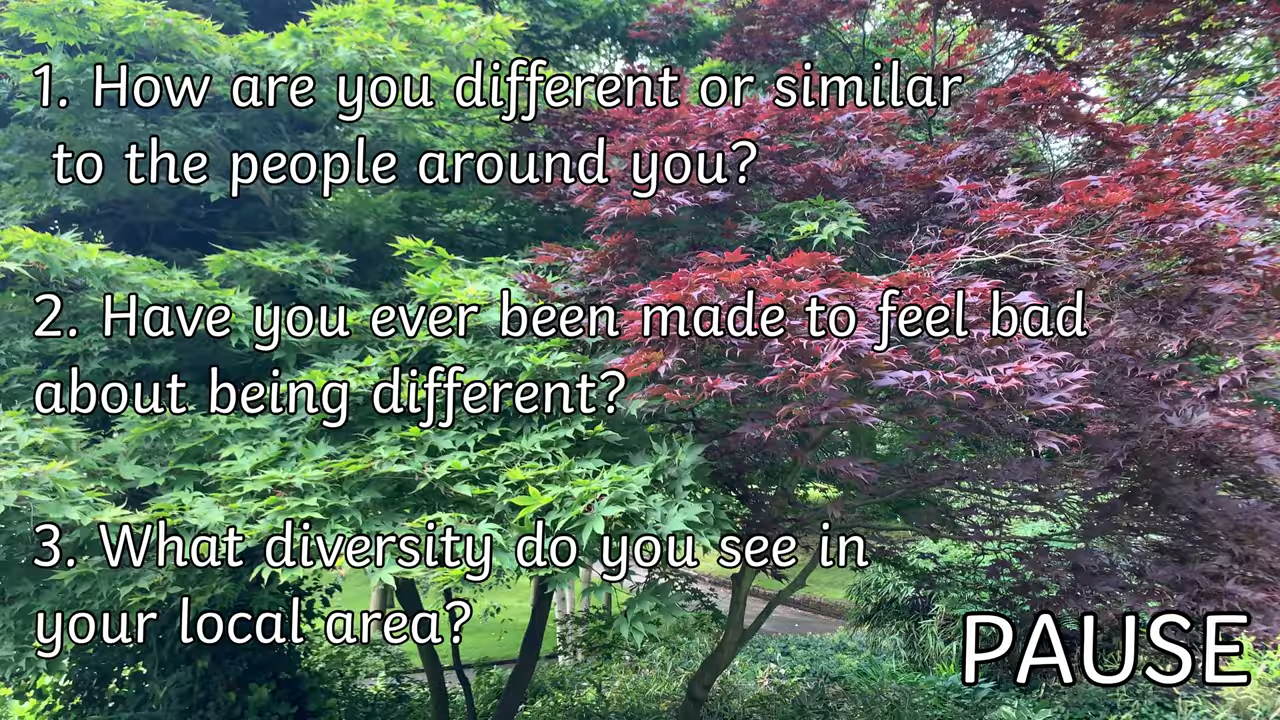 1. How are you different or similar
to the people around you?
2. Have you ever been made to feel bad
about being different?
3. What diversity do you see in
your local area?
PAUSE